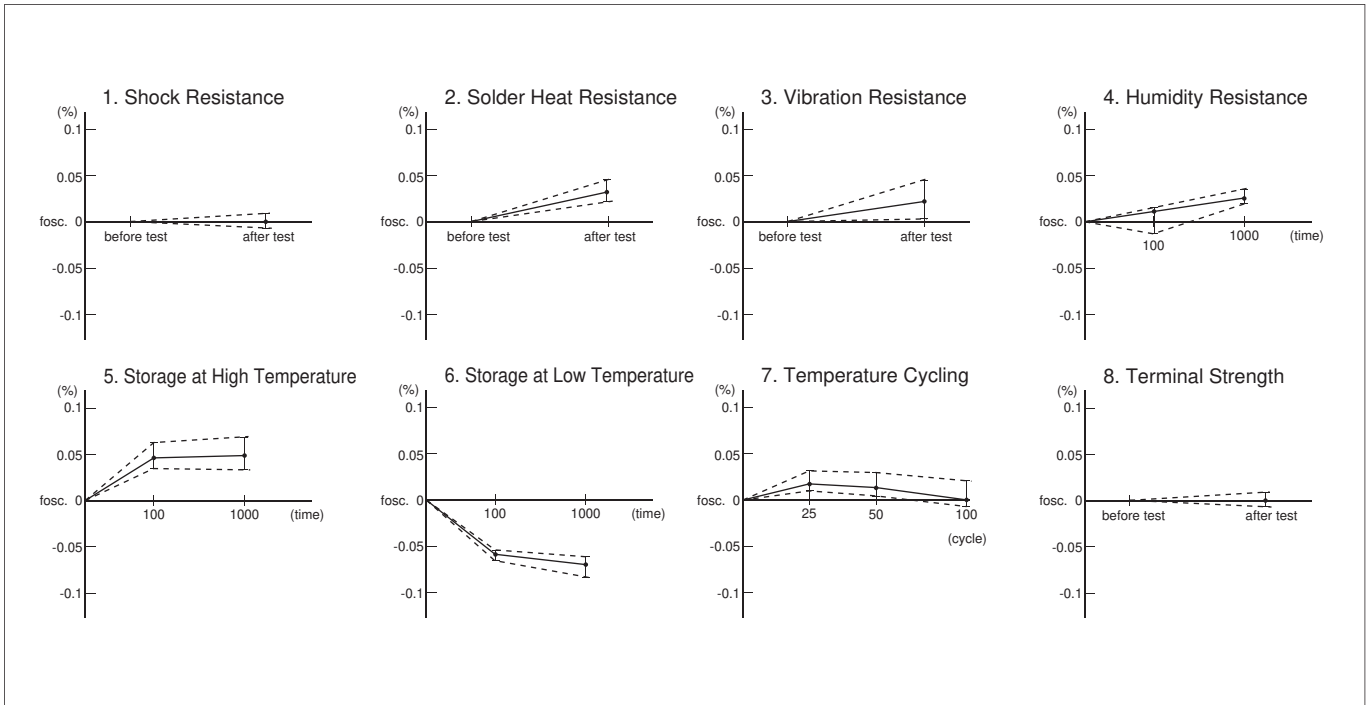 1. Shock Resistance
(%)
0.1
0.05
fosc. 0
-0.05
-0.1
before test
after test
2. Solder Heat Resistance
(%)
0.1
0.05
fosc. 0
-0.05
-0.1
before test
after test
3. Vibration Resistance
(%)
0.1
0.05
fosc. 0
-0.05
-0.1
before test
after test
4. Humidity Resistance
(%)
0.1
0.05
fosc. 0
-0.05
-0.1
100
1000
(time)
5. Storage at High Temperature
(%)
0.1
0.05
fosc. 0
-0.05
-0.1
100
1000
(time)
6. Storage at Low Temperature
(%)
0.1
0.05
fosc. 0
-0.05
-0.1
100
1000
(time)
7. Temperature Cycling
(%)
0.1
0.05
fosc. 0
-0.05
-0.1
25
50
100
(cycle)
8. Terminal Strength
(%)
0.1
0.05
fosc. 0
-0.05
-0.1
before test
after test